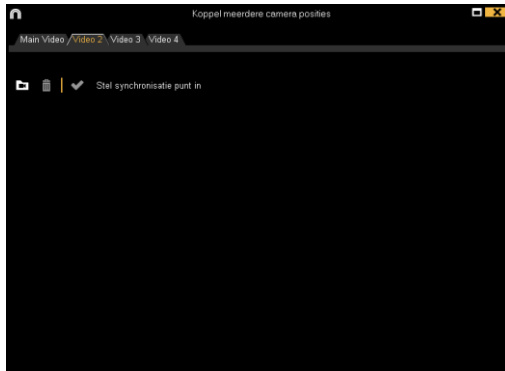 Koppel meerdere camera posities
Main Video Video 2 Video 3 Video 4
Stel synchronisatie punt in